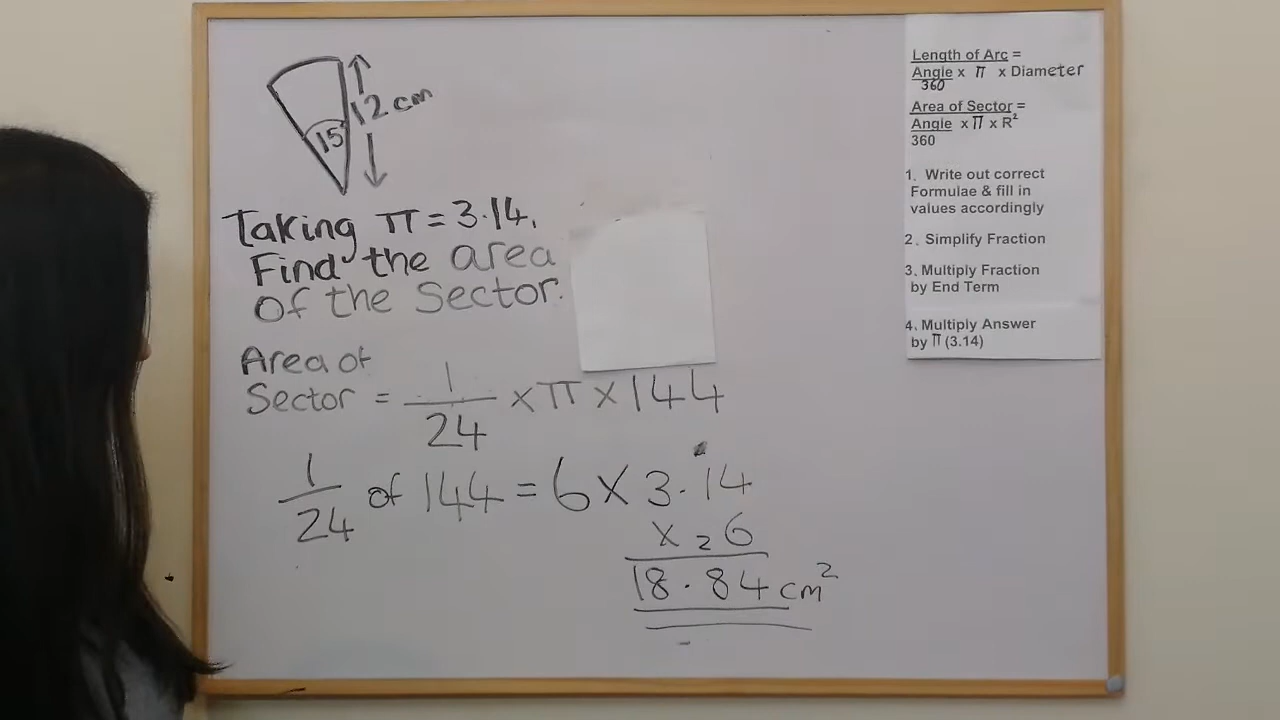 12 cm
15
Taking π = 3.14.
Find the area
of the Sector.
Area of
Sector = 1/24 × π × 144
1/24 of 144 = 6 × 3.14
× 2 6
18.84 cm²
Length of Arc =
Angle × π × Diameter
360
Area of Sector =
Angle × π × R²
360
1. Write out correct
Formulae & fill in
values accordingly
2. Simplify Fraction
3. Multiply Fraction
by End Term
4. Multiply Answer
by π (3.14)